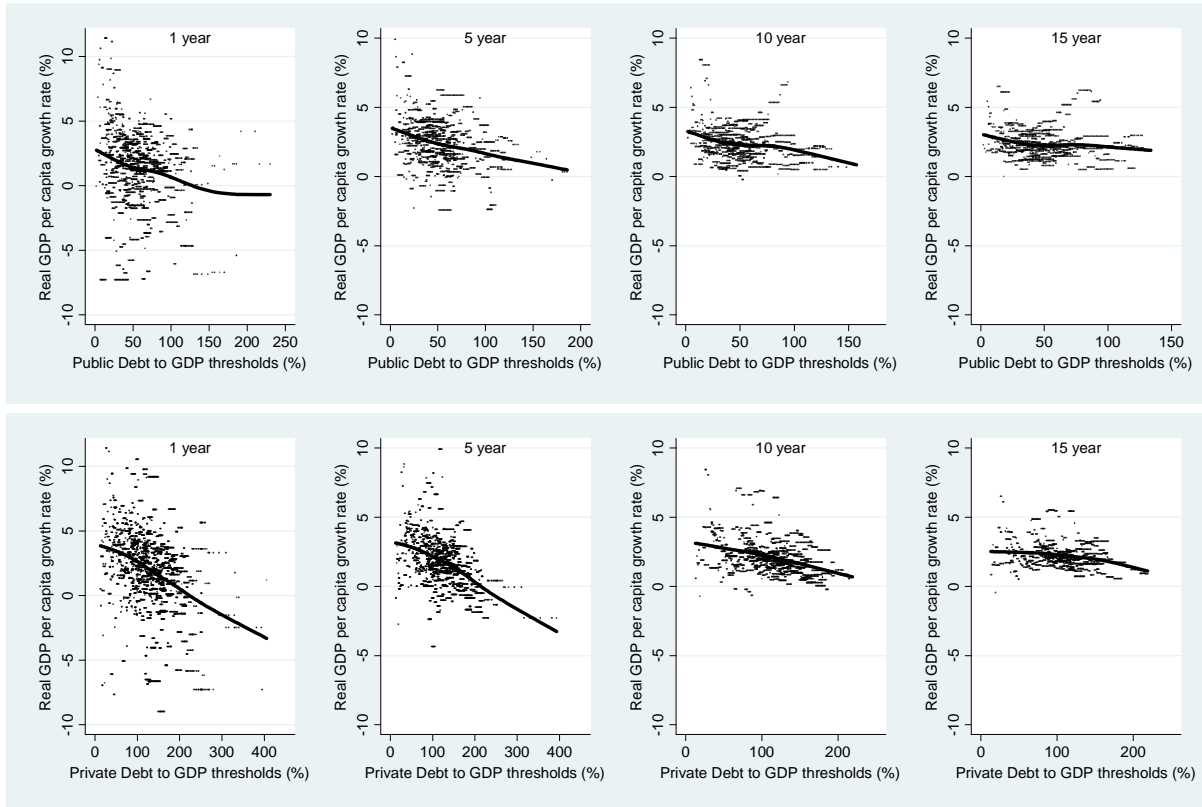 1 year
5 year
10 year
15 year
Real GDP per capita growth rate (%)
10
5
0
-5
-10
Real GDP per capita growth rate (%)
10
5
0
-5
-10
Real GDP per capita growth rate (%)
10
5
0
-5
-10
Real GDP per capita growth rate (%)
10
5
0
-5
-10
0 50 100 150 200 250
0 50 100 150 200
0 50 100 150
0 50 100 150
Public Debt to GDP thresholds (%)
Public Debt to GDP thresholds (%)
Public Debt to GDP thresholds (%)
Public Debt to GDP thresholds (%)
1 year
5 year
10 year
15 year
Real GDP per capita growth rate (%)
10
5
0
-5
-10
Real GDP per capita growth rate (%)
10
5
0
-5
-10
Real GDP per capita growth rate (%)
10
5
0
-5
-10
Real GDP per capita growth rate (%)
10
5
0
-5
-10
0 100 200 300 400
0 100 200 300 400
0 100 200
0 100 200
Private Debt to GDP thresholds (%)
Private Debt to GDP thresholds (%)
Private Debt to GDP thresholds (%)
Private Debt to GDP thresholds (%)